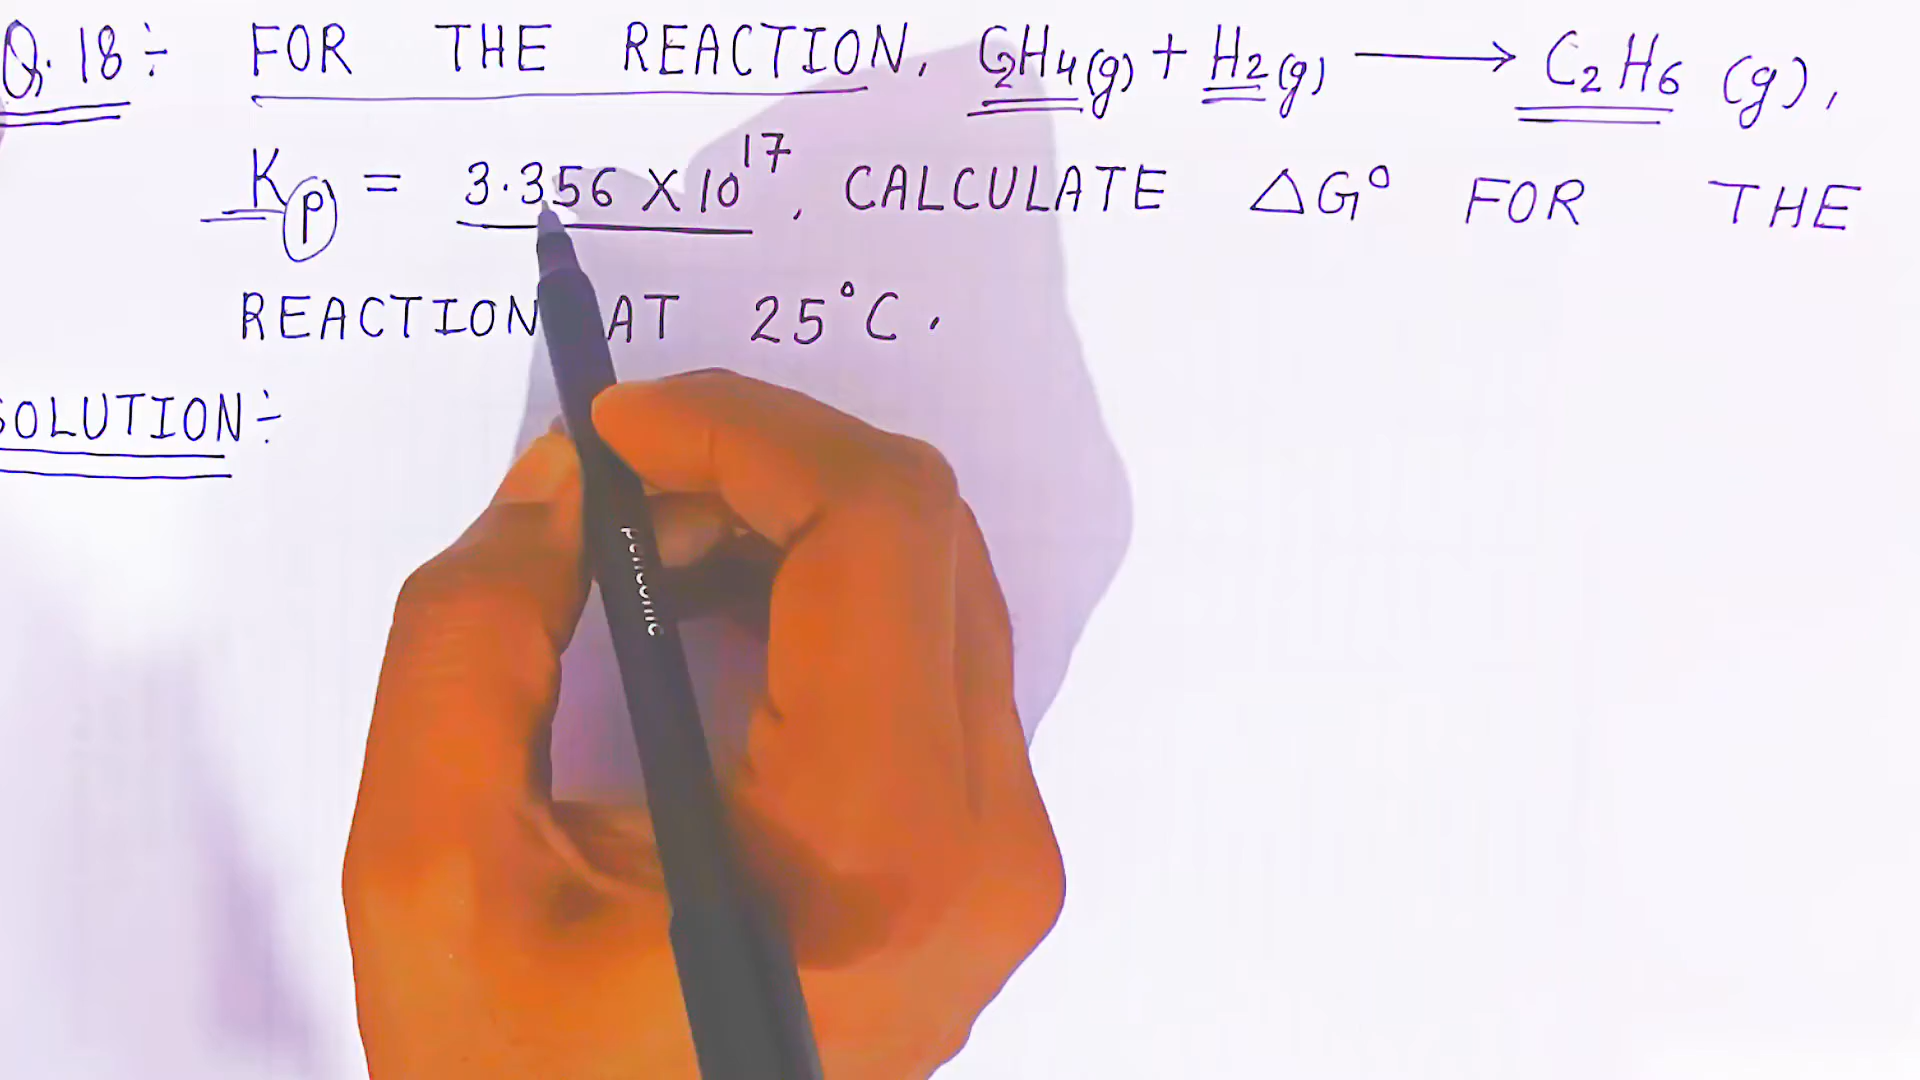 Q.18÷ FOR THE REACTION, C2H4(g) + H2(g) → C2H6 (g),
Kp = 3.356 × 10^17, CALCULATE ΔG° FOR THE
REACTION AT 25°C.
SOLUTION÷
pentonic